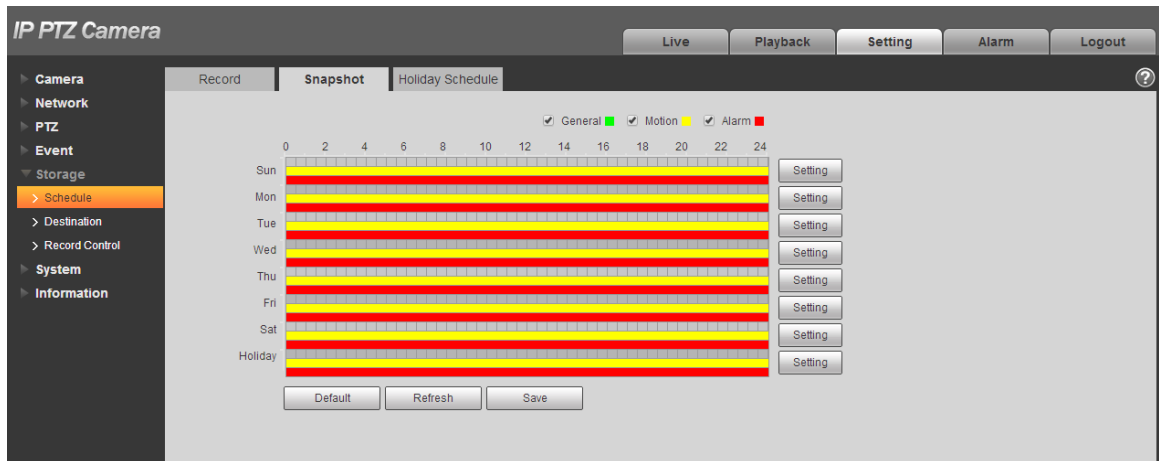 IP PTZ Camera
Live Playback Setting Alarm Logout
Camera
Network
PTZ
Event
Storage
Schedule
Destination
Record Control
System
Information
Record Snapshot Holiday Schedule
?
General Motion Alarm
0 2 4 6 8 10 12 14 16 18 20 22 24
Sun Setting
Mon Setting
Tue Setting
Wed Setting
Thu Setting
Fri Setting
Sat Setting
Holiday Setting
Default Refresh Save